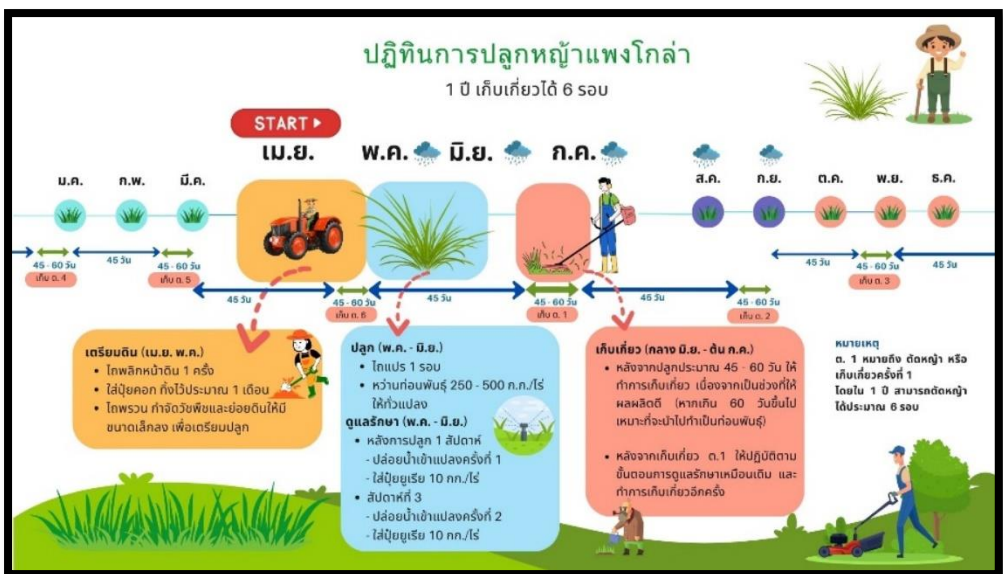 ปฏิทินการปลูกหญ้าแพงโกล่า
1 ปี เก็บเกี่ยวได้ 6 รอบ
START
เม.ย.
พ.ค.
มิ.ย.
ก.ค.
ม.ค.
ก.พ.
มี.ค.
ส.ค.
ก.ย.
ต.ค.
พ.ย.
ธ.ค.
45 - 60 วัน
เก็บ ต. 4
45 วัน
45 - 60 วัน
เก็บ ต. 5
45 วัน
45 - 60 วัน
เก็บ ต. 6
45 วัน
45 - 60 วัน
เก็บ ต. 1
45 วัน
45 - 60 วัน
เก็บ ต. 2
45 วัน
45 - 60 วัน
เก็บ ต. 3
45 วัน
เตรียมดิน (เม.ย. พ.ค.)
• ไถพลิกหน้าดิน 1 ครั้ง
• ใส่ปุ๋ยคอก ทิ้งไว้ประมาณ 1 เดือน
• ไถพรวน กำจัดวัชพืชและย่อยดินให้มี
ขนาดเล็กลง เพื่อเตรียมปลูก
ปลูก (พ.ค. - มิ.ย.)
• ไถแปร 1 รอบ
• หว่านท่อนพันธุ์ 250 - 500 ก.ก./ไร่
ให้ทั่วแปลง
ดูแลรักษา (พ.ค. - มิ.ย.)
• หลังการปลูก 1 สัปดาห์
- ปล่อยน้ำเข้าแปลงครั้งที่ 1
- ใส่ปุ๋ยยูเรีย 10 กก./ไร่
• สัปดาห์ที่ 3
- ปล่อยน้ำเข้าแปลงครั้งที่ 2
- ใส่ปุ๋ยยูเรีย 10 กก./ไร่
เก็บเกี่ยว (กลาง มิ.ย. - ต้น ก.ค.)
• หลังจากปลูกประมาณ 45 - 60 วัน ให้
ทำการเก็บเกี่ยว เนื่องจากเป็นช่วงที่ให้
ผลผลิตดี (หากเกิน 60 วันขึ้นไป
เหมาะที่จะนำไปทำเป็นท่อนพันธุ์)
• หลังจากเก็บเกี่ยว ต.1 ให้ปฏิบัติตาม
ขั้นตอนการดูแลรักษาเหมือนเดิม และ
ทำการเก็บเกี่ยวอีกครั้ง
หมายเหตุ
ต. 1 หมายถึง ตัดหญ้า หรือ
เก็บเกี่ยวครั้งที่ 1
โดยใน 1 ปี สามารถตัดหญ้า
ได้ประมาณ 6 รอบ